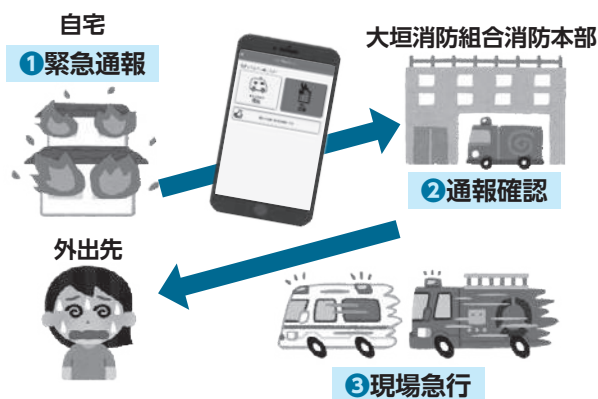 自宅
❶緊急通報
大垣消防組合消防本部
❷通報確認
外出先
❸現場急行